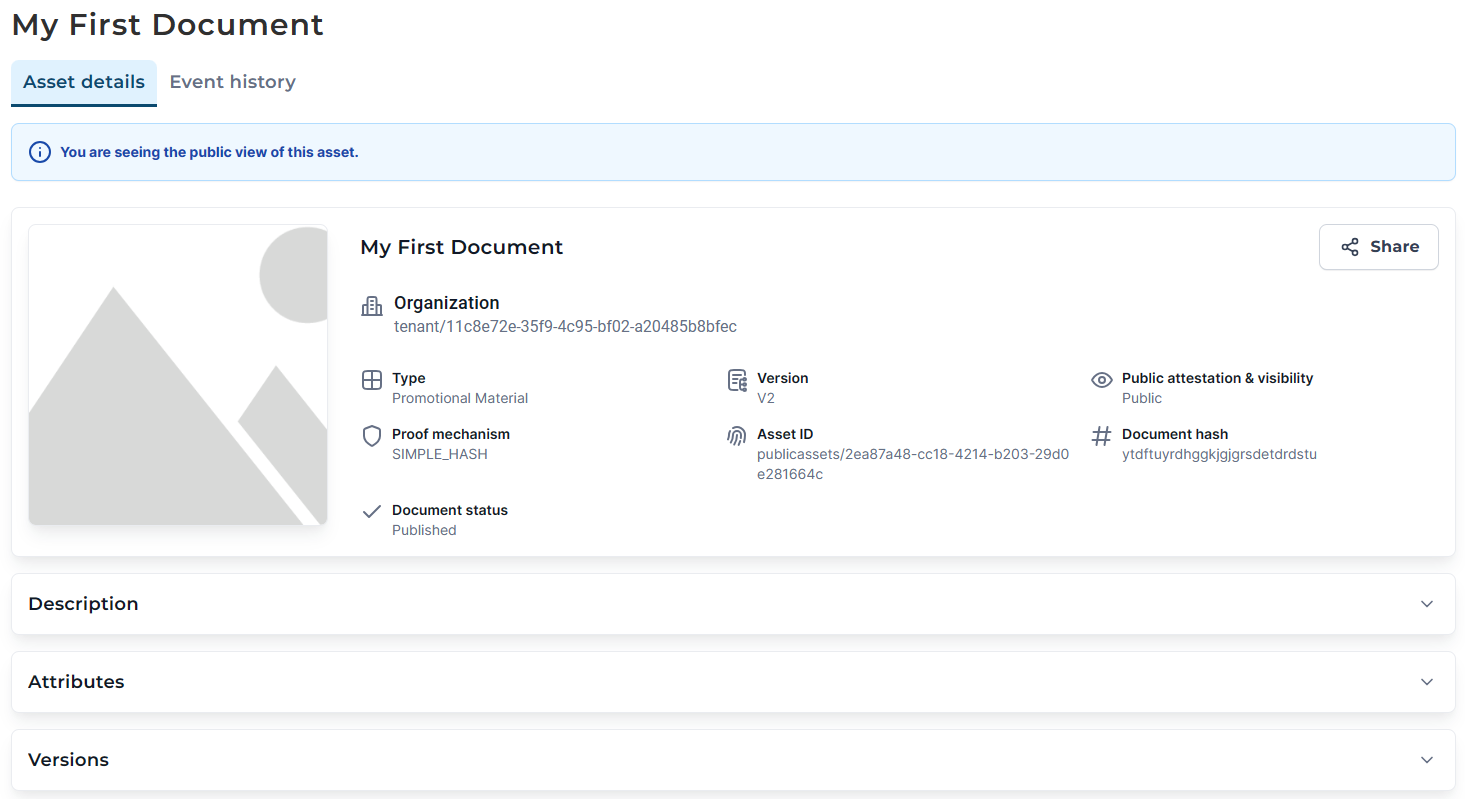 My First Document
Asset details
Event history
You are seeing the public view of this asset.
My First Document
Share
Organization
tenant/11c8e72e-35f9-4c95-bf02-a20485b8bfec
Type
Promotional Material
Version
V2
Public attestation & visibility
Public
Proof mechanism
SIMPLE_HASH
Asset ID
publicassets/2ea87a48-cc18-4214-b203-29d0
e281664c
Document hash
ytdftuyrdhggkjgjgrsdetdrdstu
Document status
Published
Description
Attributes
Versions